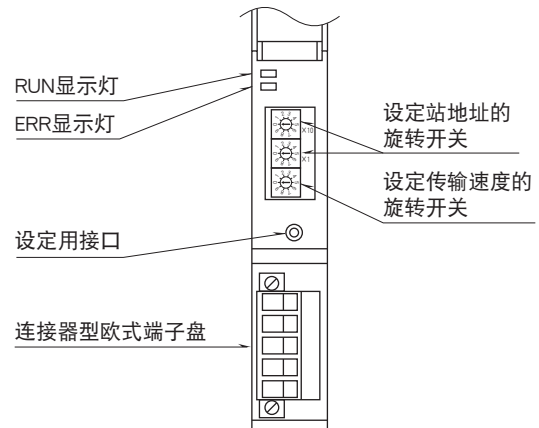 RUN显示灯
ERR显示灯
设定站地址的
旋转开关
X10
X1
设定传输速度的
旋转开关
设定用接口
连接器型欧式端子盘